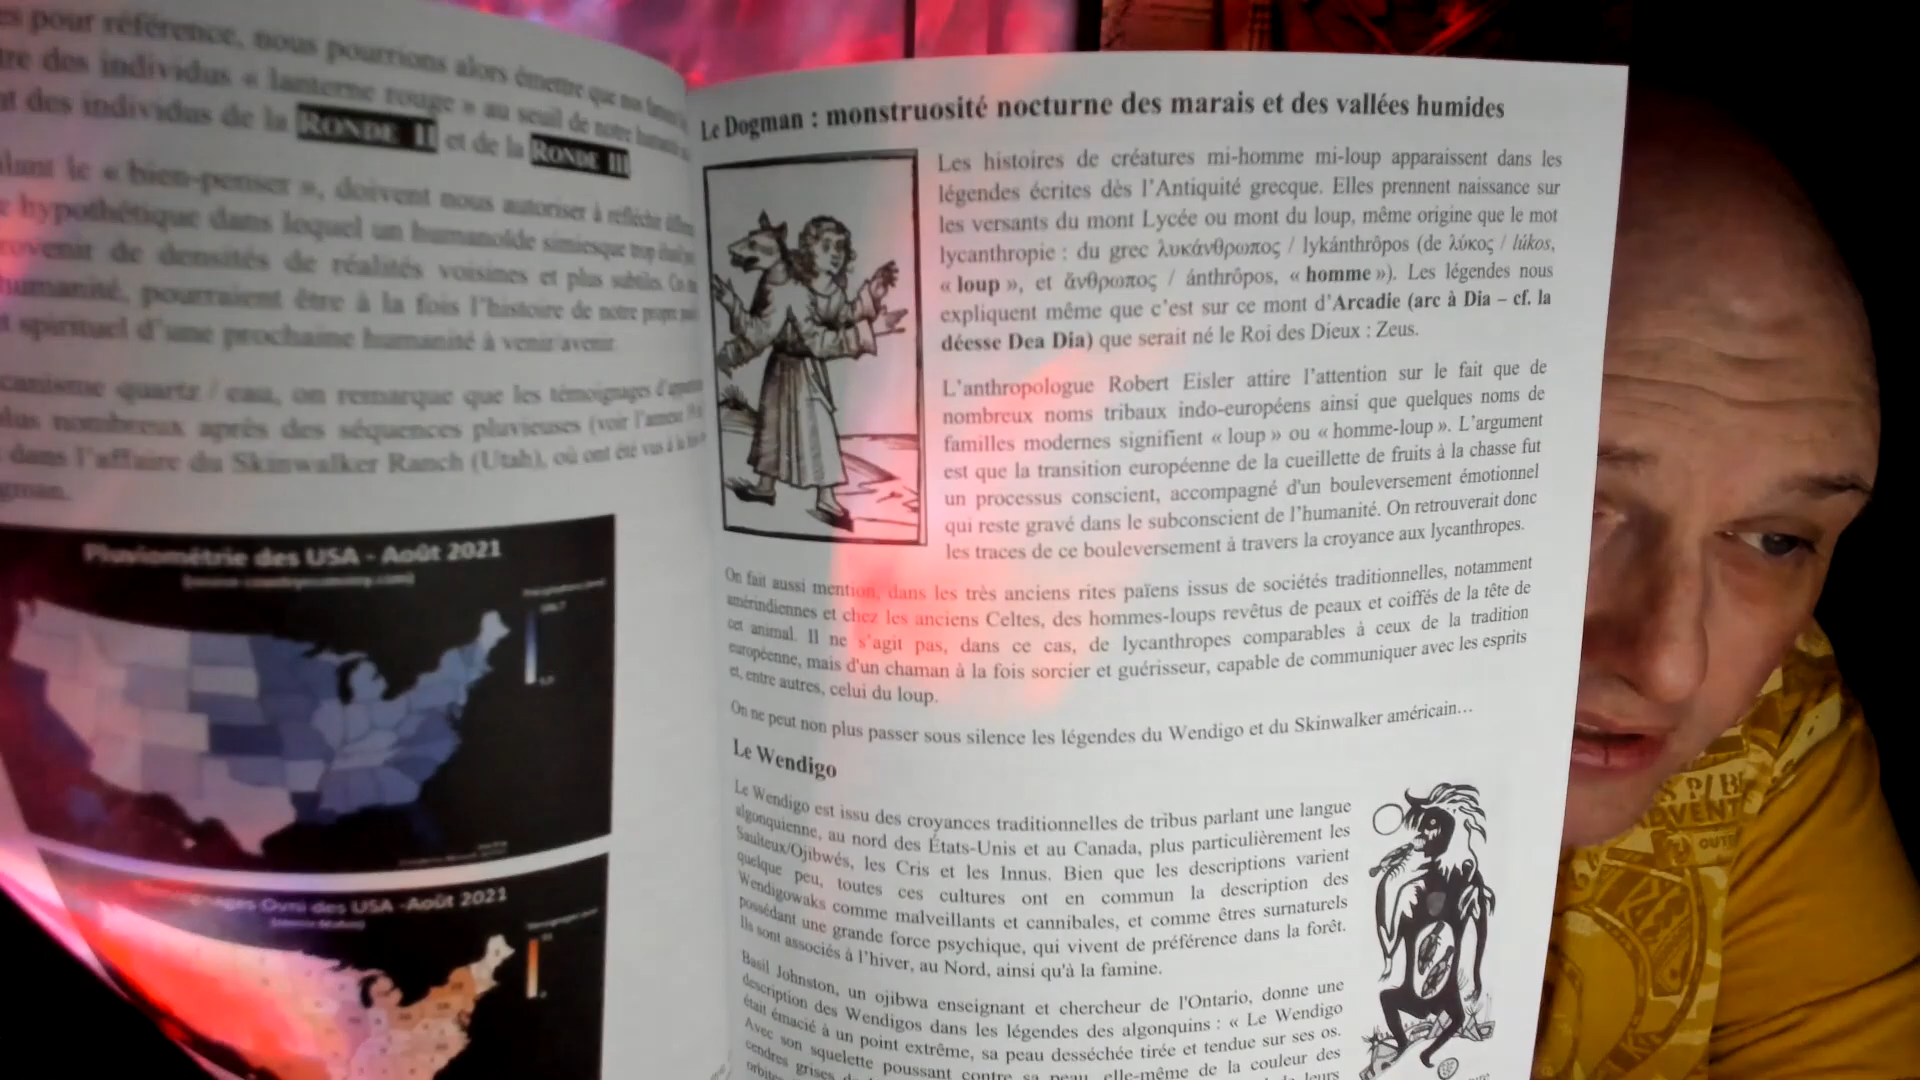 es pour référence, nous pourrions alors émettre que nos
tre des individus « lanterne rouge » au seuil de notre
nt des individus de la RONDE II et de la RONDE III
lant le « bien-penser », doivent nous autoriser à réfléchir
hypothétique dans lequel un humanoïde simiesque trop
rovenir de densités de réalités voisines et plus subtiles.
humanité, pourraient être à la fois l'histoire de notre propre
t spirituel d'une prochaine humanité à venir/avenir.
canisme quartz / eau, on remarque que les témoignages
lus nombreux après des séquences pluvieuses (voir l'annexe
dans l'affaire du Skinwalker Ranch (Utah), où ont été vus à la
gman.
Pluviométrie des USA - Août 2021
ages Ovni des USA -Août 2021
Le Dogman : monstruosité nocturne des marais et des vallées humides
Les histoires de créatures mi-homme mi-loup apparaissent dans les
légendes écrites dès l'Antiquité grecque. Elles prennent naissance sur
les versants du mont Lycée ou mont du loup, même origine que le mot
lycanthropie : du grec λυκάνθρωπος / lykánthrôpos (de λύκος / lúkos,
« loup », et ἄνθρωπος / ánthrôpos, « homme »). Les légendes nous
expliquent même que c'est sur ce mont d'Arcadie (arc à Dia – cf. la
déesse Dea Dia) que serait né le Roi des Dieux : Zeus.
L'anthropologue Robert Eisler attire l'attention sur le fait que de
nombreux noms tribaux indo-européens ainsi que quelques noms de
familles modernes signifient « loup » ou « homme-loup ». L'argument
est que la transition européenne de la cueillette de fruits à la chasse fut
un processus conscient, accompagné d'un bouleversement émotionnel
qui reste gravé dans le subconscient de l'humanité. On retrouverait donc
les traces de ce bouleversement à travers la croyance aux lycanthropes.
On fait aussi mention, dans les très anciens rites païens issus de sociétés traditionnelles, notamment
amérindiennes et chez les anciens Celtes, des hommes-loups revêtus de peaux et coiffés de la tête de
cet animal. Il ne s'agit pas, dans ce cas, de lycanthropes comparables à ceux de la tradition
européenne, mais d'un chaman à la fois sorcier et guérisseur, capable de communiquer avec les esprits
et, entre autres, celui du loup.
On ne peut non plus passer sous silence les légendes du Wendigo et du Skinwalker américain…
Le Wendigo
Le Wendigo est issu des croyances traditionnelles de tribus parlant une langue
algonquienne, au nord des États-Unis et au Canada, plus particulièrement les
Saulteux/Ojibwés, les Cris et les Innus. Bien que les descriptions varient
quelque peu, toutes ces cultures ont en commun la description des
Wendigowaks comme malveillants et cannibales, et comme êtres surnaturels
possédant une grande force psychique, qui vivent de préférence dans la forêt.
Ils sont associés à l'hiver, au Nord, ainsi qu'à la famine.
Basil Johnston, un ojibwa enseignant et chercheur de l'Ontario, donne une
description des Wendigos dans les légendes des algonquins : « Le Wendigo
était émacié à un point extrême, sa peau desséchée tirée et tendue sur ses os.
Avec son squelette poussant contre sa peau, elle-même de la couleur des
cendres grises leurs